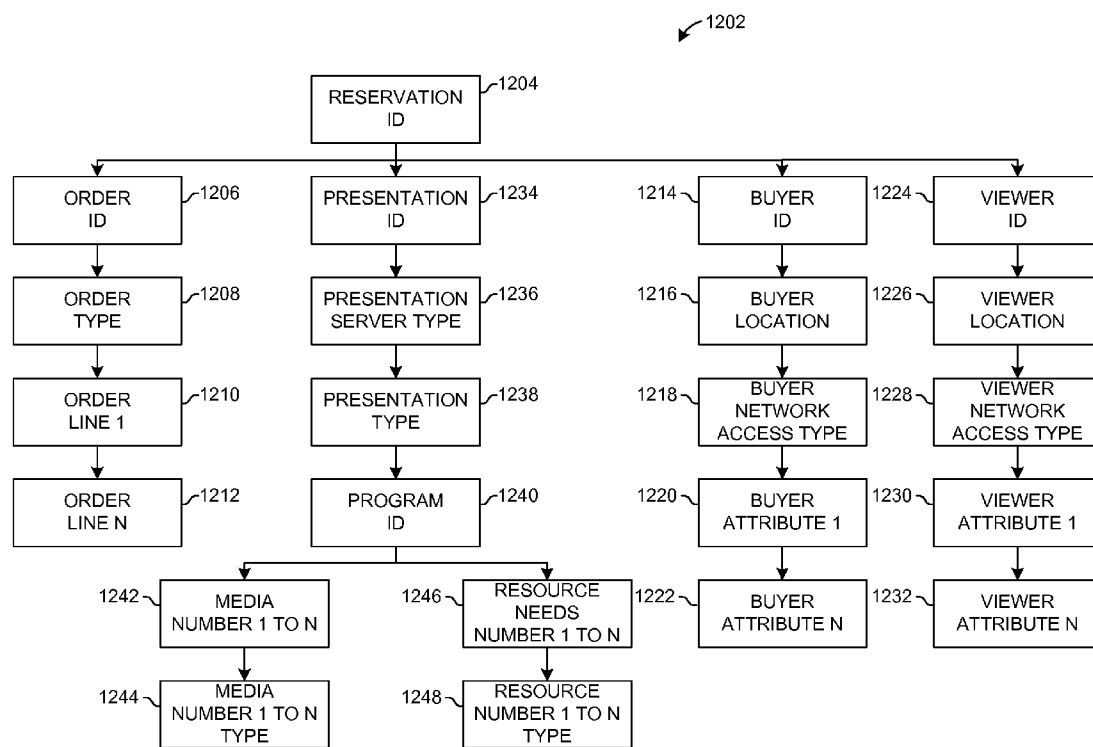 1202
RESERVATION
ID
1204
ORDER
ID
1206
PRESENTATION
ID
1234
1214
BUYER
ID
1224
VIEWER
ID
ORDER
TYPE
1208
PRESENTATION
SERVER TYPE
1236
1216
BUYER
LOCATION
1226
VIEWER
LOCATION
ORDER
LINE 1
1210
PRESENTATION
TYPE
1238
1218
BUYER
NETWORK
ACCESS TYPE
1228
VIEWER
NETWORK
ACCESS TYPE
ORDER
LINE N
1212
PROGRAM
ID
1240
1220
BUYER
ATTRIBUTE 1
1230
VIEWER
ATTRIBUTE 1
1242
MEDIA
NUMBER 1 TO N
1246
RESOURCE
NEEDS
NUMBER 1 TO N
1222
BUYER
ATTRIBUTE N
1232
VIEWER
ATTRIBUTE N
1244
MEDIA
NUMBER 1 TO N
TYPE
1248
RESOURCE
NUMBER 1 TO N
TYPE